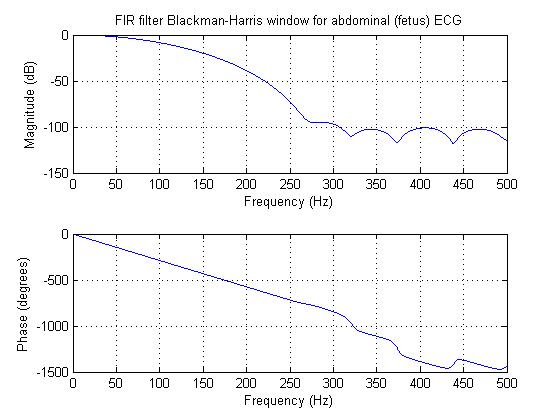 FIR filter Blackman-Harris window for abdominal (fetus) ECG
0
-50
-100
-150
Magnitude (dB)
0 50 100 150 200 250 300 350 400 450 500
Frequency (Hz)
0
-500
-1000
-1500
Phase (degrees)
0 50 100 150 200 250 300 350 400 450 500
Frequency (Hz)